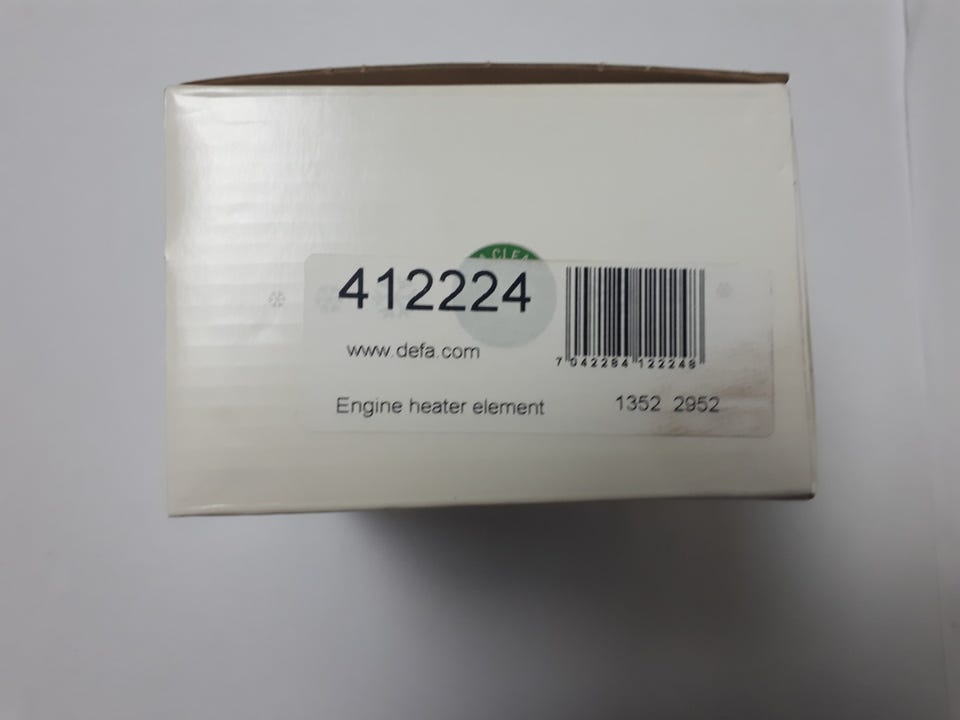 412224
www.defa.com
7 042284 122248
Engine heater element 1352 2952